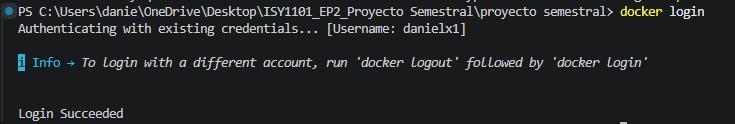 PS C:\Users\danie\OneDrive\Desktop\ISY1101_EP2_Proyecto Semestral\proyecto semestral> docker login
Authenticating with existing credentials... [Username: danielx1]
i Info → To login with a different account, run 'docker logout' followed by 'docker login'
Login Succeeded